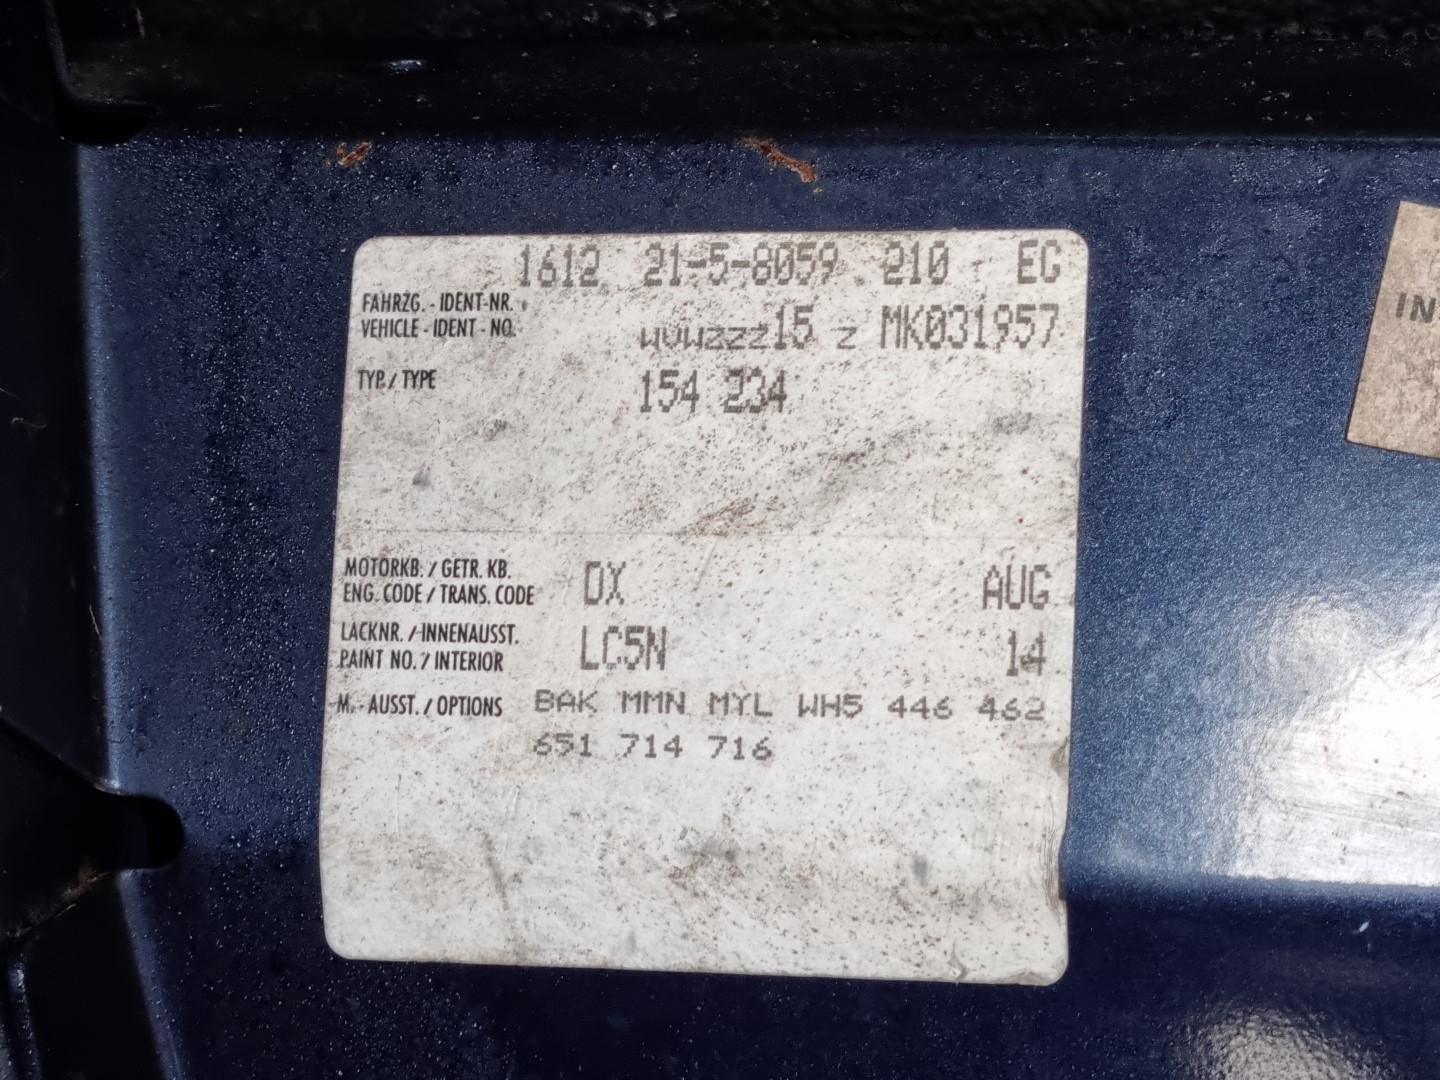 1612 21-5-8059 210 EG
FAHRZG. - IDENT-NR.
VEHICLE - IDENT - NO. WVWZZZ15 Z MK031957
TYP. / TYPE 154 234
MOTORKB. / GETR. KB.
ENG. CODE / TRANS. CODE DX AUG
LACKNR. / INNENAUSST.
PAINT NO. / INTERIOR LC5N 14
M. - AUSST. / OPTIONS BAK MMN MYL WH5 446 462
651 714 716